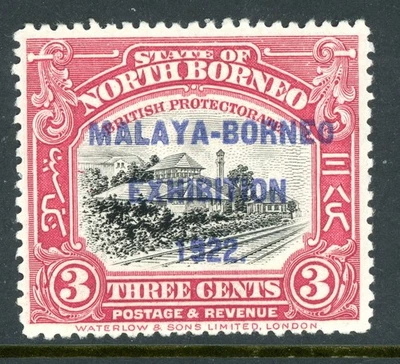 STATE OF
NORTH BORNEO
BRITISH PROTECTORATE
MALAYA-BORNEO
EXHIBITION
1922.
3 THREE CENTS 3
POSTAGE & REVENUE
WATERLOW & SONS LIMITED, LONDON